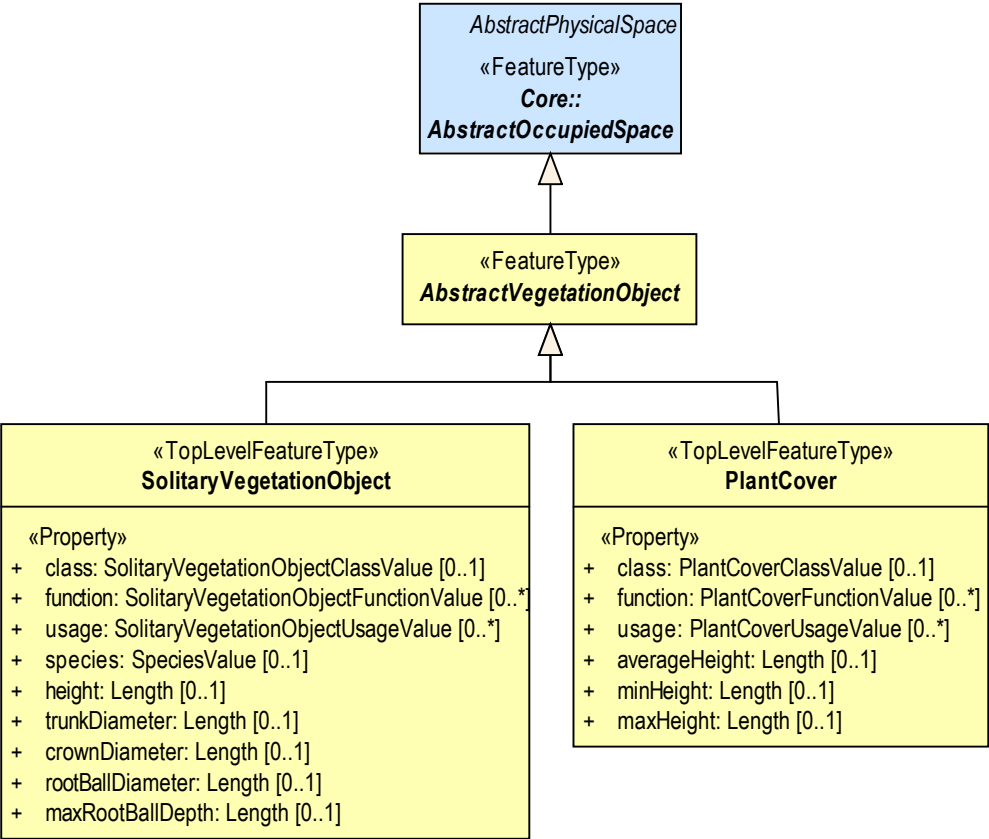 AbstractPhysicalSpace
«FeatureType»
Core::
AbstractOccupiedSpace
«FeatureType»
AbstractVegetationObject
«TopLevelFeatureType»
SolitaryVegetationObject
«Property»
+ class: SolitaryVegetationObjectClassValue [0..1]
+ function: SolitaryVegetationObjectFunctionValue [0..*]
+ usage: SolitaryVegetationObjectUsageValue [0..*]
+ species: SpeciesValue [0..1]
+ height: Length [0..1]
+ trunkDiameter: Length [0..1]
+ crownDiameter: Length [0..1]
+ rootBallDiameter: Length [0..1]
+ maxRootBallDepth: Length [0..1]
«TopLevelFeatureType»
PlantCover
«Property»
+ class: PlantCoverClassValue [0..1]
+ function: PlantCoverFunctionValue [0..*]
+ usage: PlantCoverUsageValue [0..*]
+ averageHeight: Length [0..1]
+ minHeight: Length [0..1]
+ maxHeight: Length [0..1]